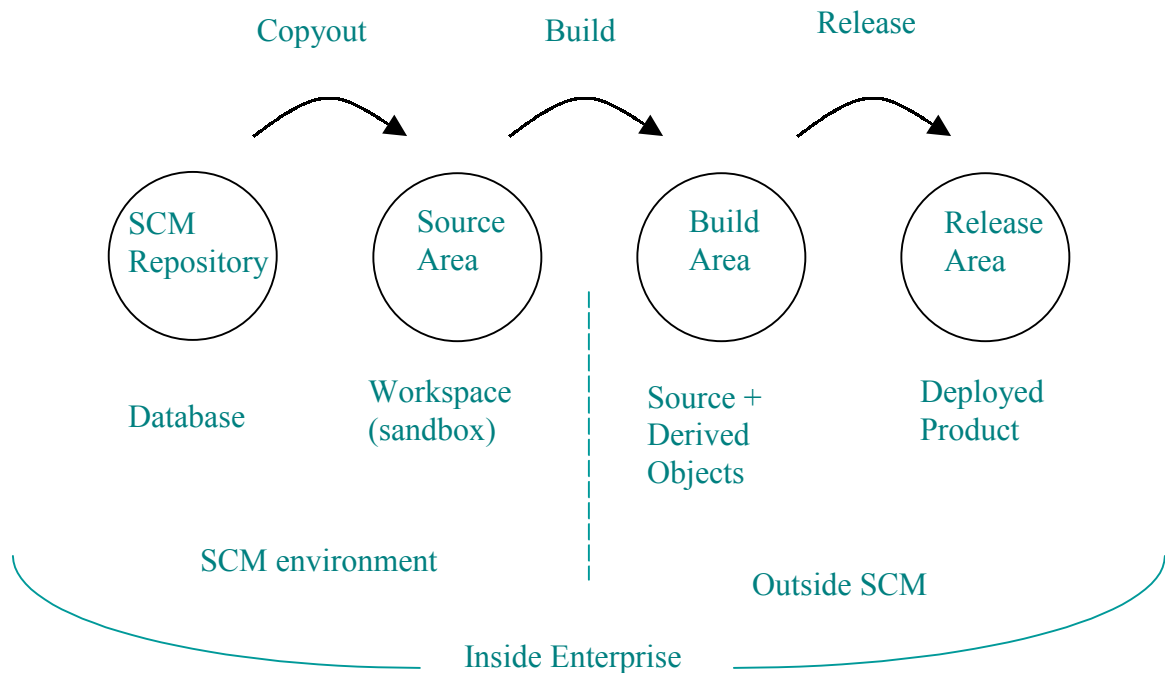 Copyout
Build
Release
SCM
Repository
Source
Area
Build
Area
Release
Area
Database
Workspace
(sandbox)
Source +
Derived
Objects
Deployed
Product
SCM environment
Outside SCM
Inside Enterprise